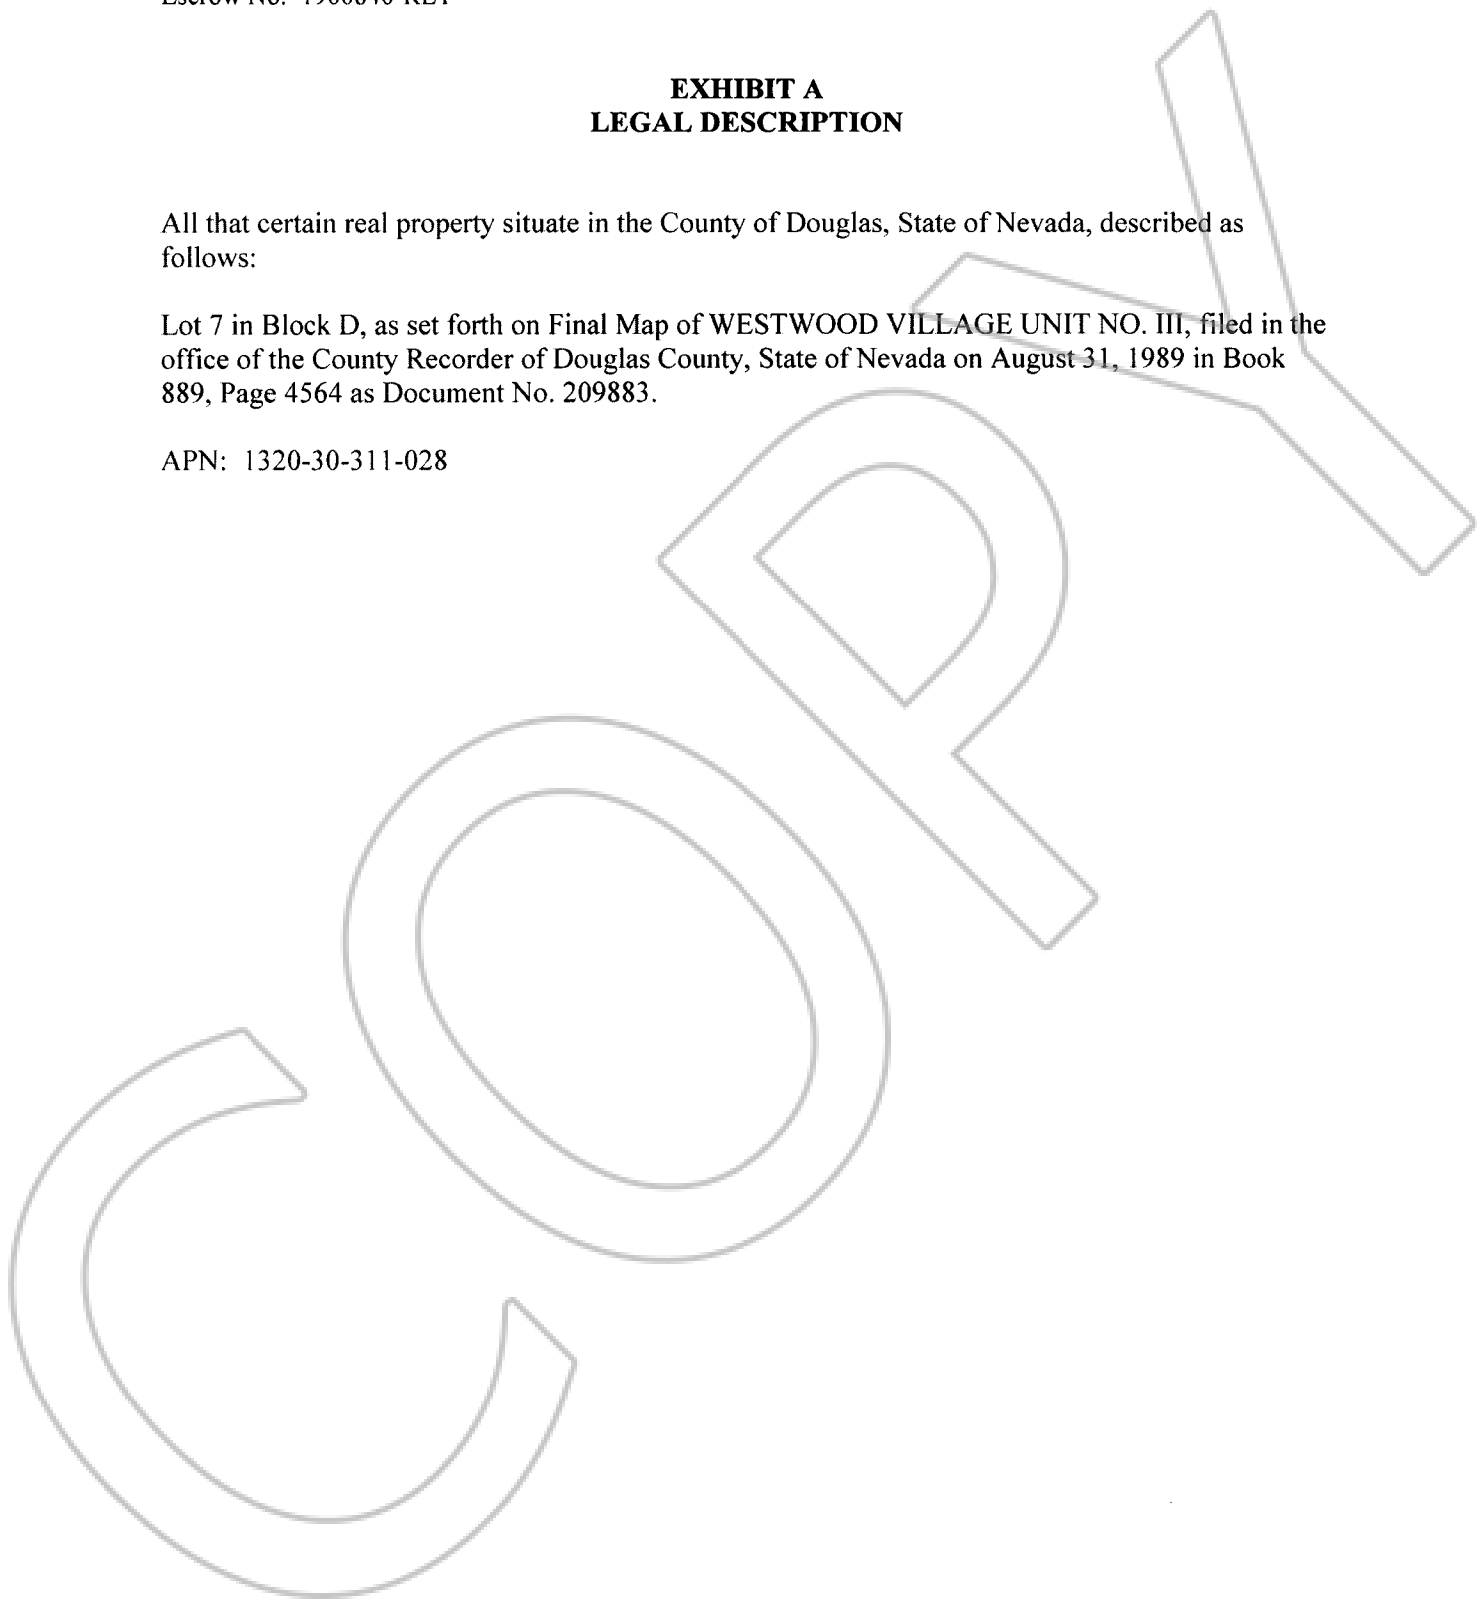 EXHIBIT A
LEGAL DESCRIPTION
All that certain real property situate in the County of Douglas, State of Nevada, described as
follows:
Lot 7 in Block D, as set forth on Final Map of WESTWOOD VILLAGE UNIT NO. III, filed in the
office of the County Recorder of Douglas County, State of Nevada on August 31, 1989 in Book
889, Page 4564 as Document No. 209883.
APN: 1320-30-311-028
COPY